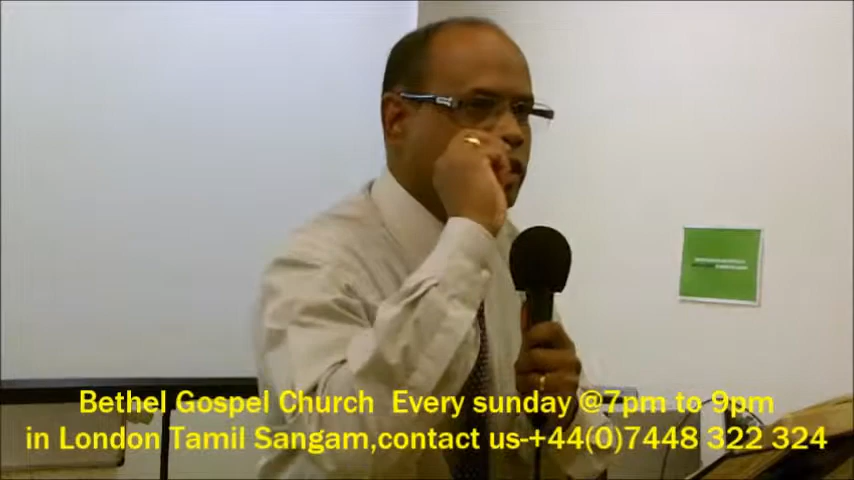 Bethel Gospel Church Every sunday @7pm to 9pm
in London Tamil Sangam,contact us-+44(0)7448 322 324